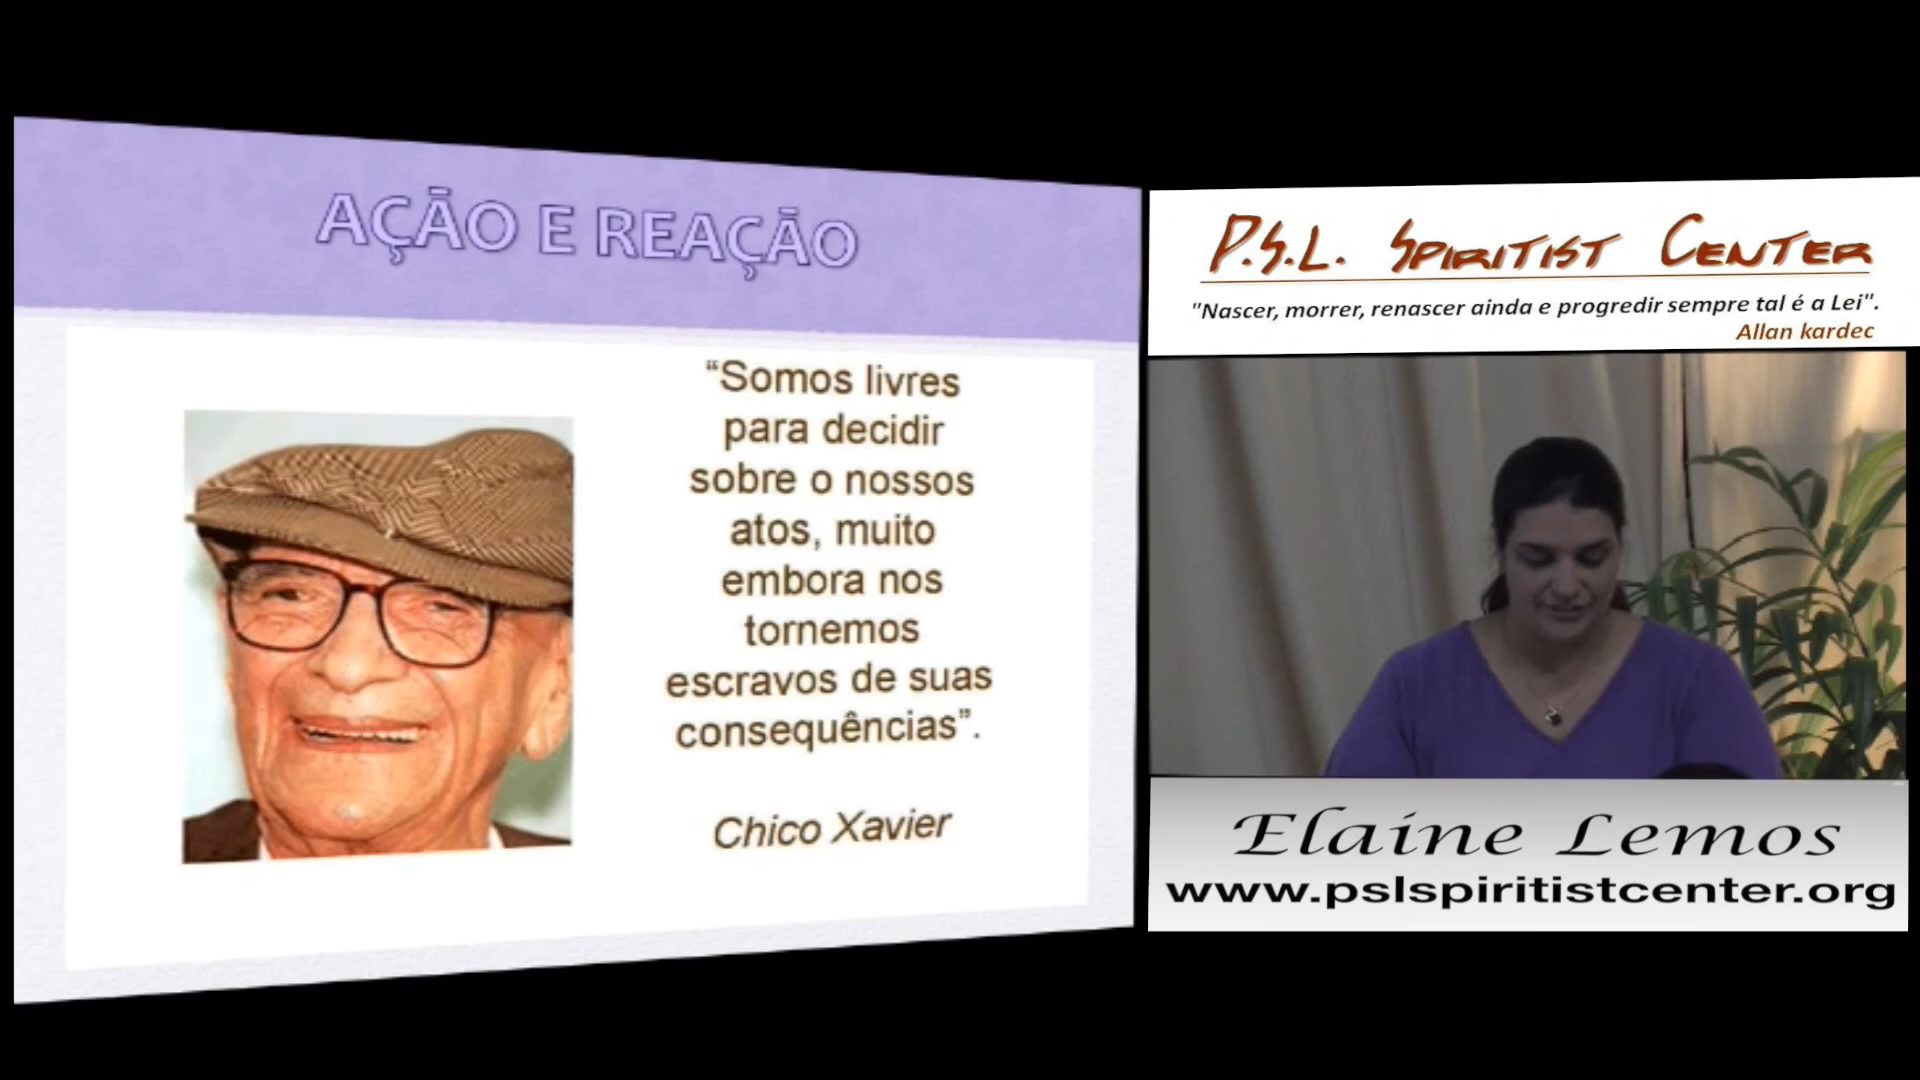 AÇÃO E REAÇÃO
“Somos livres
para decidir
sobre o nossos
atos, muito
embora nos
tornemos
escravos de suas
consequências”.
Chico Xavier
P.S.L. Spiritist Center
"Nascer, morrer, renascer ainda e progredir sempre tal é a Lei".
Allan kardec
Elaine Lemos
www.pslspiritistcenter.org